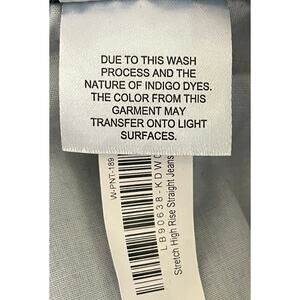 DUE TO THIS WASH
PROCESS AND THE
NATURE OF INDIGO DYES.
THE COLOR FROM THIS
GARMENT MAY
TRANSFER ONTO LIGHT
SURFACES.
W-PNT-189
LB90638-KDWC
Stretch High Rise Straight Jeans